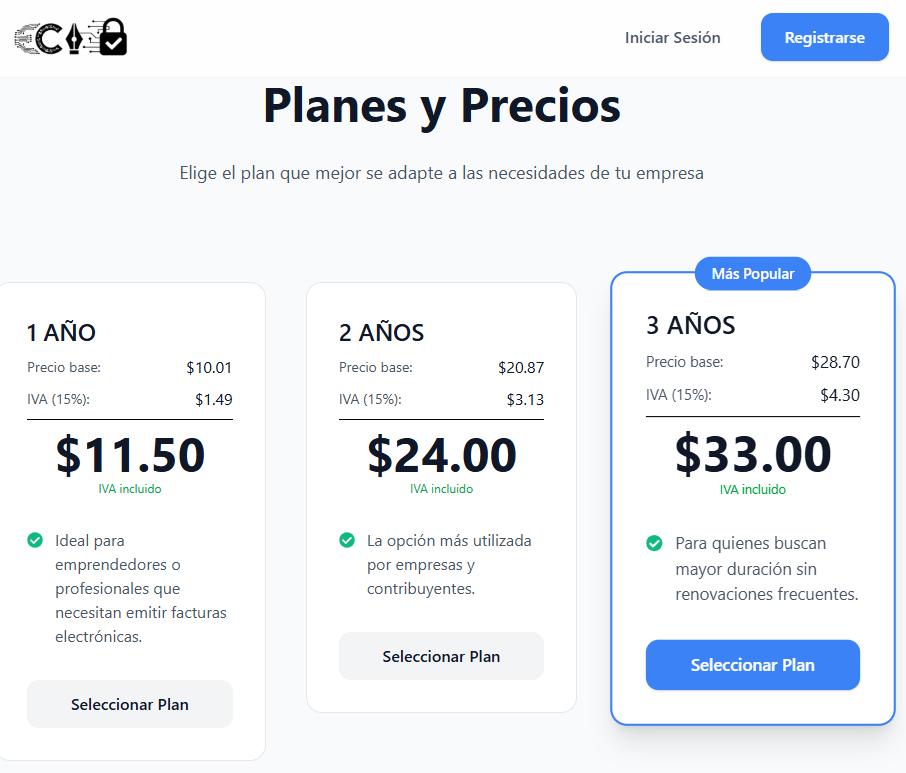 Iniciar Sesión
Registrarse
Planes y Precios
Elige el plan que mejor se adapte a las necesidades de tu empresa
1 AÑO
Precio base: $10.01
IVA (15%): $1.49
$11.50
IVA incluido
Ideal para
emprendedores o
profesionales que
necesitan emitir facturas
electrónicas.
Seleccionar Plan
2 AÑOS
Precio base: $20.87
IVA (15%): $3.13
$24.00
IVA incluido
La opción más utilizada
por empresas y
contribuyentes.
Seleccionar Plan
Más Popular
3 AÑOS
Precio base: $28.70
IVA (15%): $4.30
$33.00
IVA incluido
Para quienes buscan
mayor duración sin
renovaciones frecuentes.
Seleccionar Plan